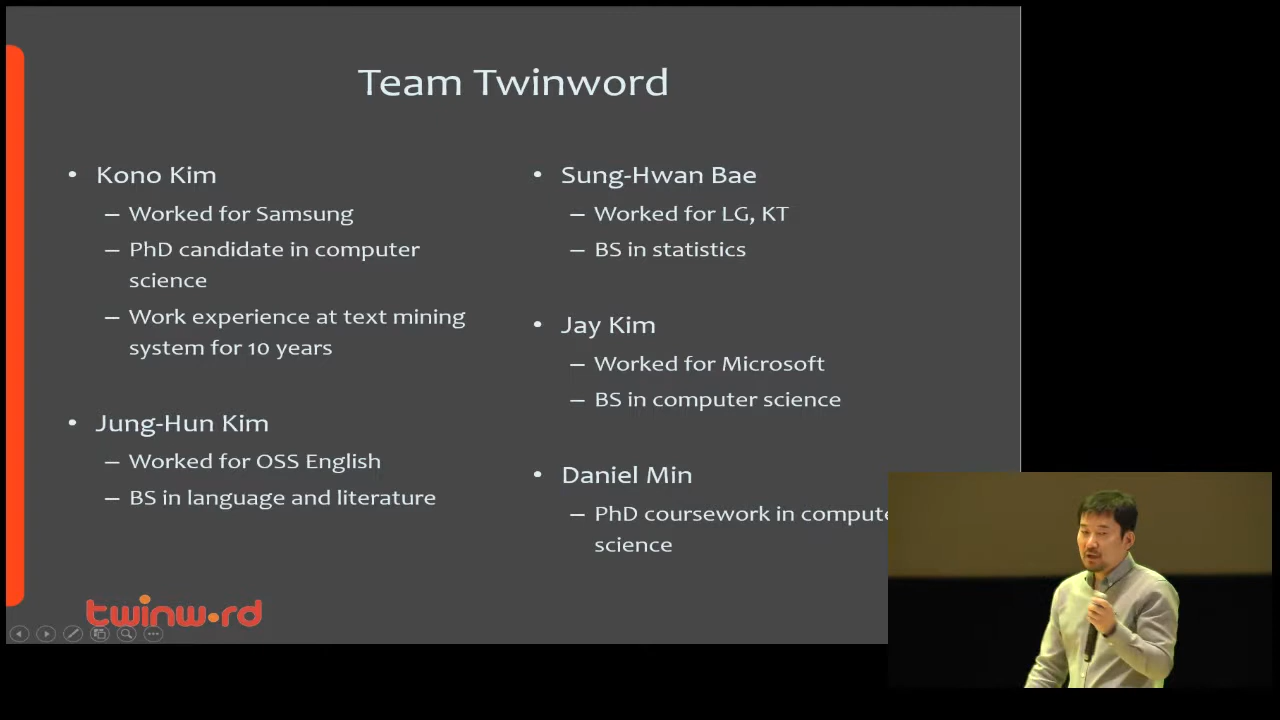 Team Twinword
• Kono Kim
– Worked for Samsung
– PhD candidate in computer
science
– Work experience at text mining
system for 10 years
• Jung-Hun Kim
– Worked for OSS English
– BS in language and literature
• Sung-Hwan Bae
– Worked for LG, KT
– BS in statistics
• Jay Kim
– Worked for Microsoft
– BS in computer science
• Daniel Min
– PhD coursework in compute
science
twinword